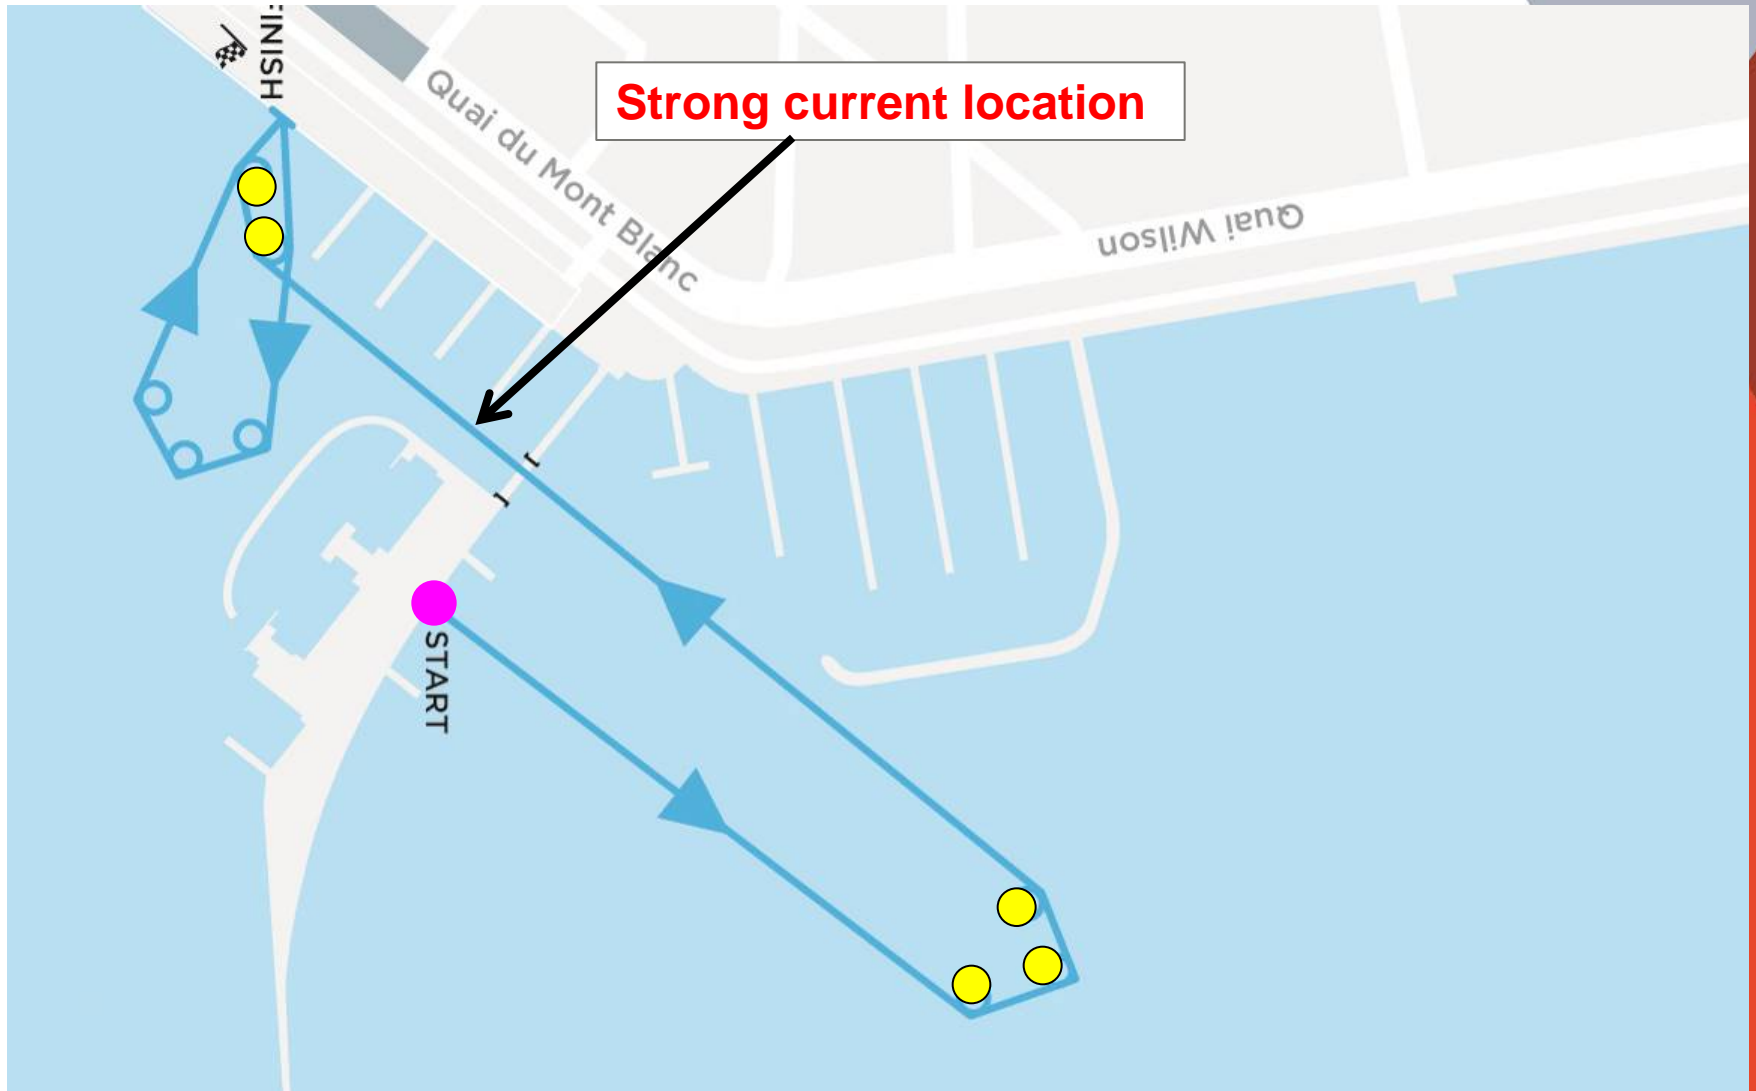 FINISH
Strong current location
Quai du Mont Blanc
Quai Wilson
START